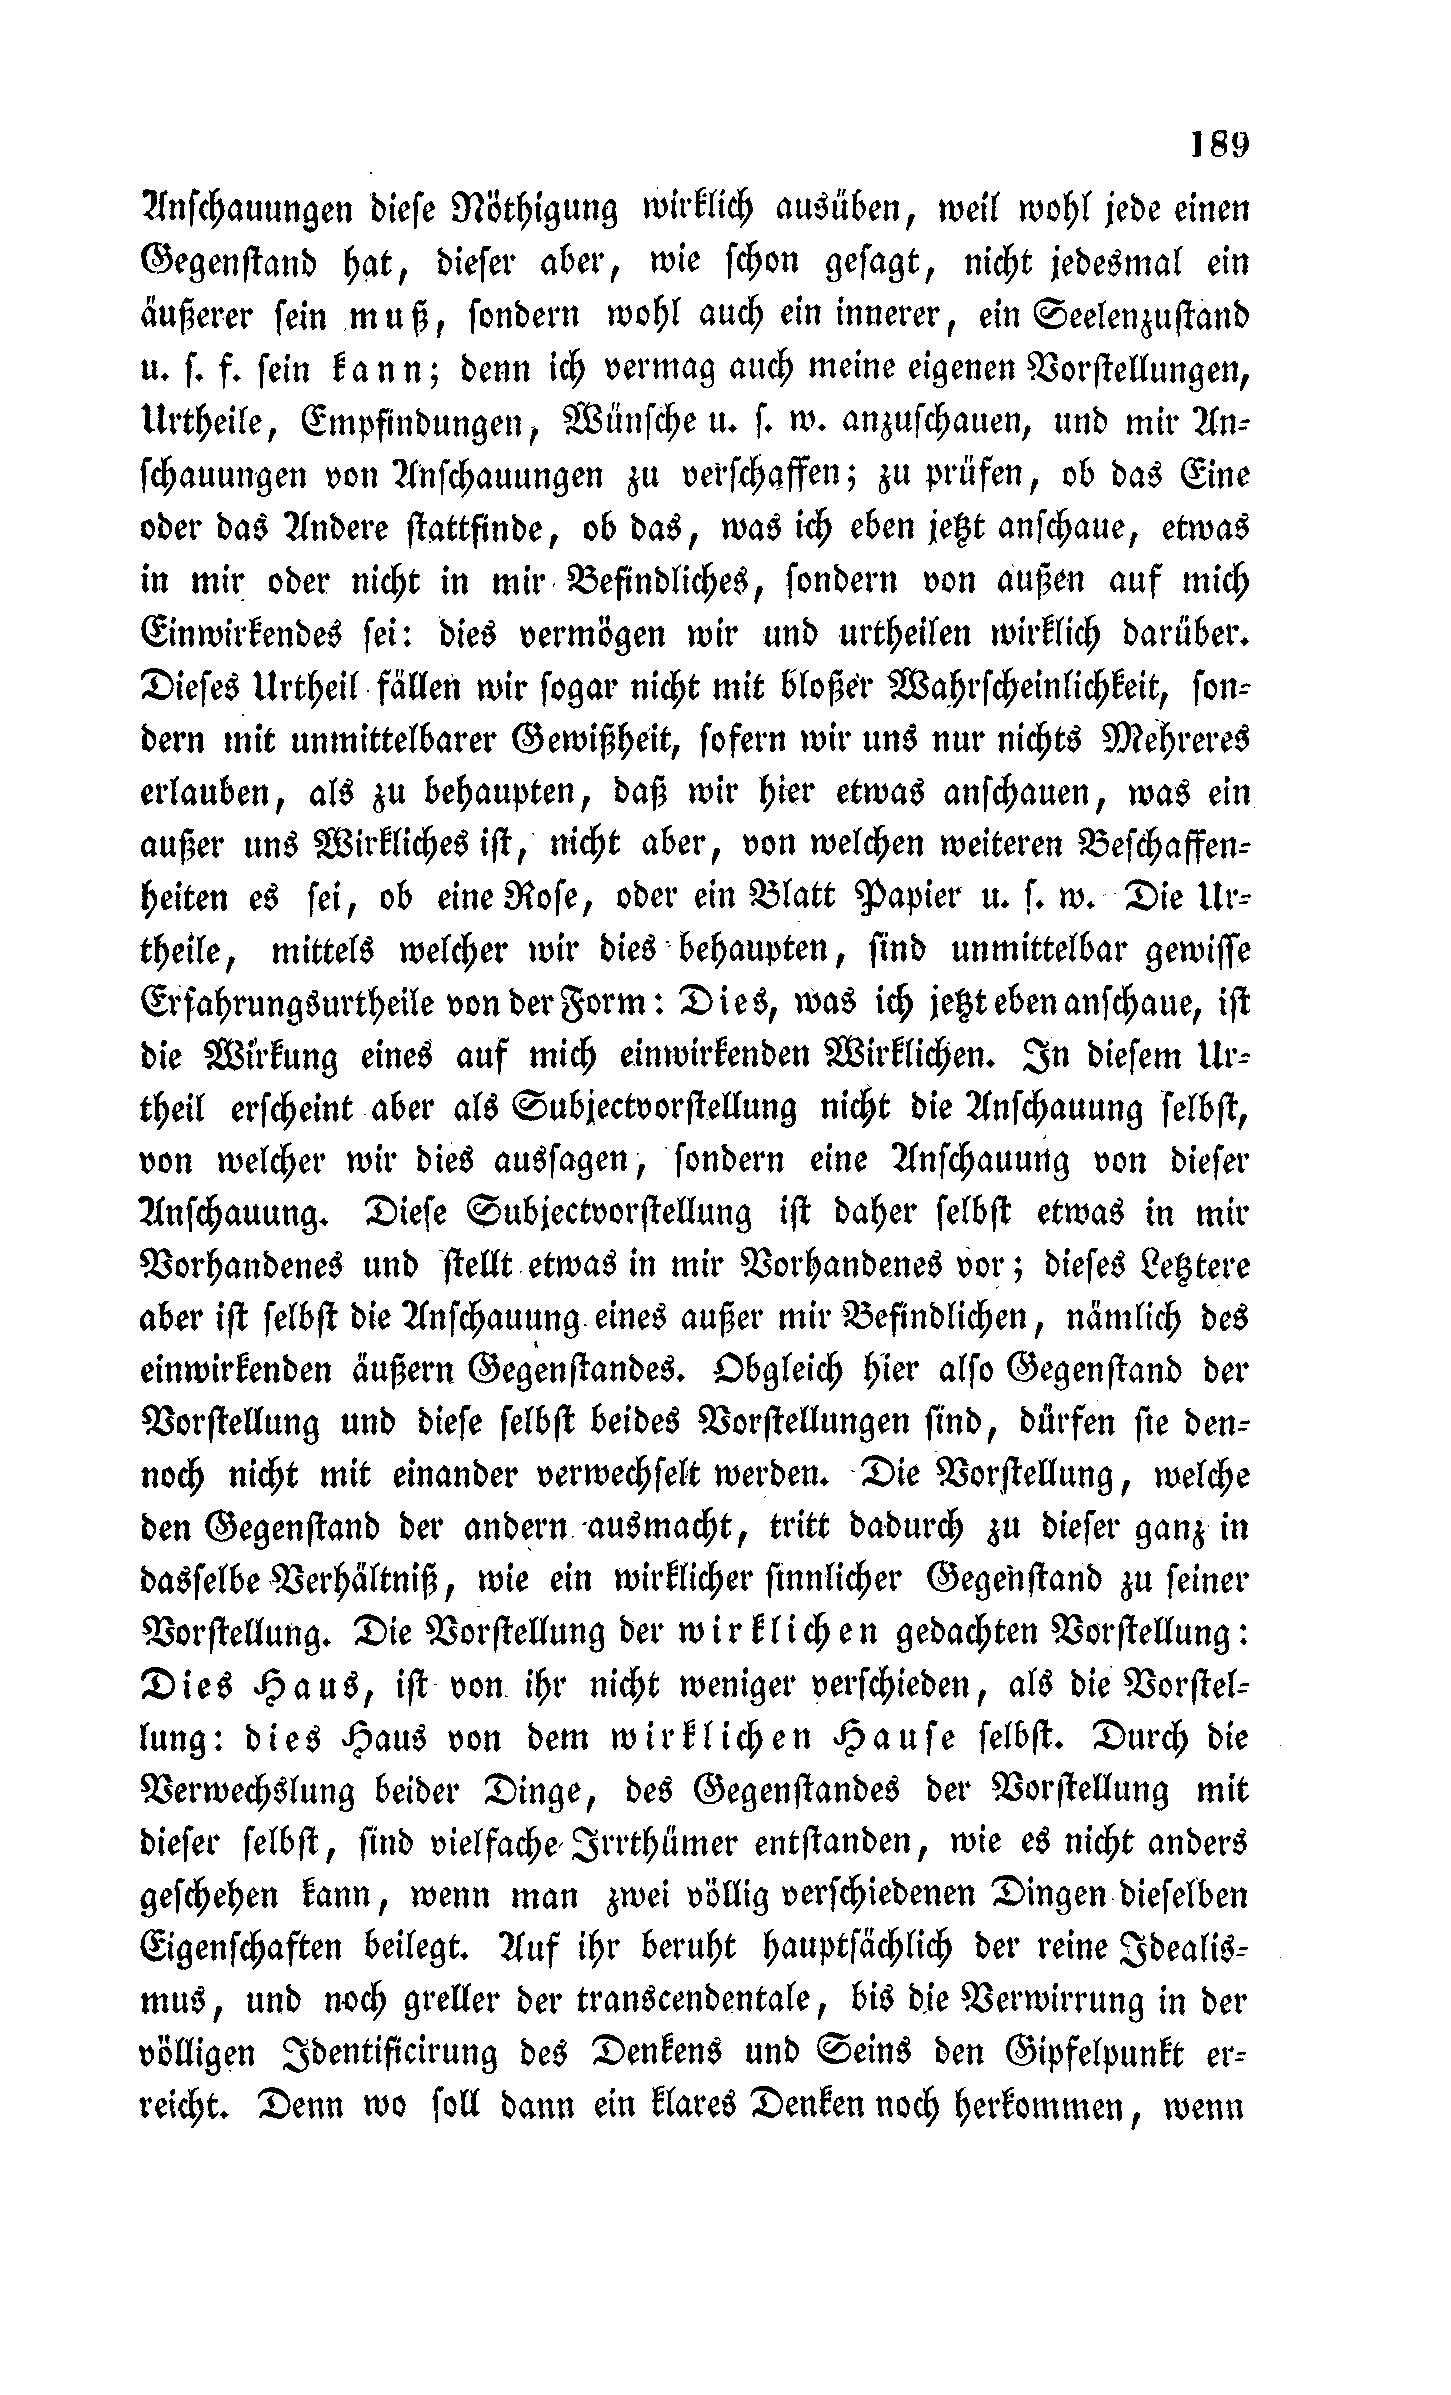 189
Anschauungen diese Nöthigung wirklich ausüben, weil wohl jede einen
Gegenstand hat, dieser aber, wie schon gesagt, nicht jedesmal ein
äußerer sein muß, sondern wohl auch ein innerer, ein Seelenzustand
u. s. f. sein kann; denn ich vermag auch meine eigenen Vorstellungen,
Urtheile, Empfindungen, Wünsche u. s. w. anzuschauen, und mir An-
schauungen von Anschauungen zu verschaffen; zu prüfen, ob das Eine
oder das Andere stattfinde, ob das, was ich eben jetzt anschaue, etwas
in mir oder nicht in mir Befindliches, sondern von außen auf mich
Einwirkendes sei: dies vermögen wir und urtheilen wirklich darüber.
Dieses Urtheil fällen wir sogar nicht mit bloßer Wahrscheinlichkeit, son-
dern mit unmittelbarer Gewißheit, sofern wir uns nur nichts Mehreres
erlauben, als zu behaupten, daß wir hier etwas anschauen, was ein
außer uns Wirkliches ist, nicht aber, von welchen weiteren Beschaffen-
heiten es sei, ob eine Rose, oder ein Blatt Papier u. s. w. Die Ur-
theile, mittels welcher wir dies behaupten, sind unmittelbar gewisse
Erfahrungsurtheile von der Form: Dies, was ich jetzt eben anschaue, ist
die Wirkung eines auf mich einwirkenden Wirklichen. In diesem Ur-
theil erscheint aber als Subjectvorstellung nicht die Anschauung selbst,
von welcher wir dies aussagen, sondern eine Anschauung von dieser
Anschauung. Diese Subjectvorstellung ist daher selbst etwas in mir
Vorhandenes und stellt etwas in mir Vorhandenes vor; dieses Letztere
aber ist selbst die Anschauung eines außer mir Befindlichen, nämlich des
einwirkenden äußern Gegenstandes. Obgleich hier also Gegenstand der
Vorstellung und diese selbst beides Vorstellungen sind, dürfen sie den-
noch nicht mit einander verwechselt werden. Die Vorstellung, welche
den Gegenstand der andern ausmacht, tritt dadurch zu dieser ganz in
dasselbe Verhältniß, wie ein wirklicher sinnlicher Gegenstand zu seiner
Vorstellung. Die Vorstellung der wirklichen gedachten Vorstellung:
Dies Haus, ist von ihr nicht weniger verschieden, als die Vorstel-
lung: dies Haus von dem wirklichen Hause selbst. Durch die
Verwechslung beider Dinge, des Gegenstandes der Vorstellung mit
dieser selbst, sind vielfache Irrthümer entstanden, wie es nicht anders
geschehen kann, wenn man zwei völlig verschiedenen Dingen dieselben
Eigenschaften beilegt. Auf ihr beruht hauptsächlich der reine Idealis-
mus, und noch greller der transcendentale, bis die Verwirrung in der
völligen Identificirung des Denkens und Seins den Gipfelpunkt er-
reicht. Denn wo soll dann ein klares Denken noch herkommen, wenn